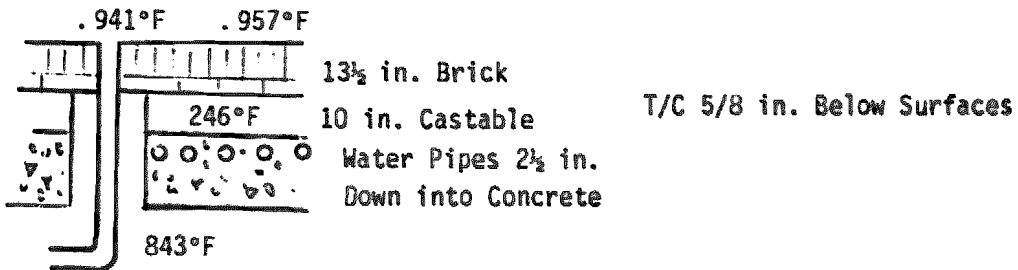 .941°F .957°F
13½ in. Brick
246°F 10 in. Castable
T/C 5/8 in. Below Surfaces
Water Pipes 2½ in.
Down into Concrete
843°F